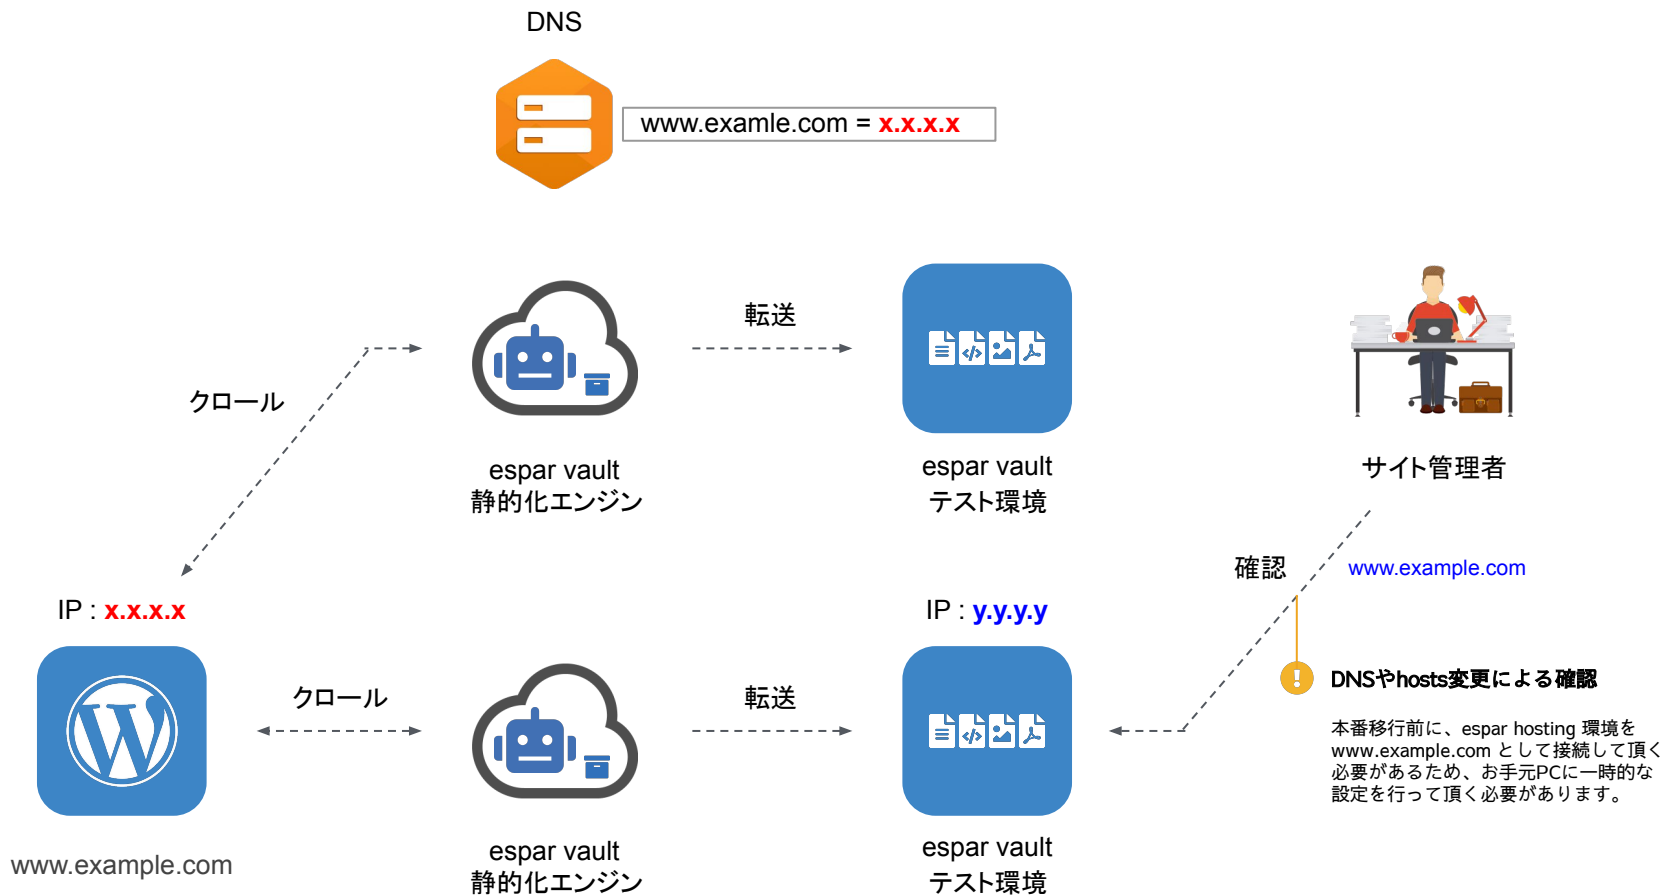 DNS
www.examle.com = x.x.x.x
転送
クロール
espar vault
静的化エンジン
espar vault
テスト環境
サイト管理者
確認
www.example.com
IP : x.x.x.x
IP : y.y.y.y
クロール
転送
DNSやhosts変更による確認
本番移行前に、espar hosting 環境を
www.example.com として接続して頂く
必要があるため、お手元PCに一時的な
設定を行って頂く必要があります。
www.example.com
espar vault
静的化エンジン
espar vault
テスト環境